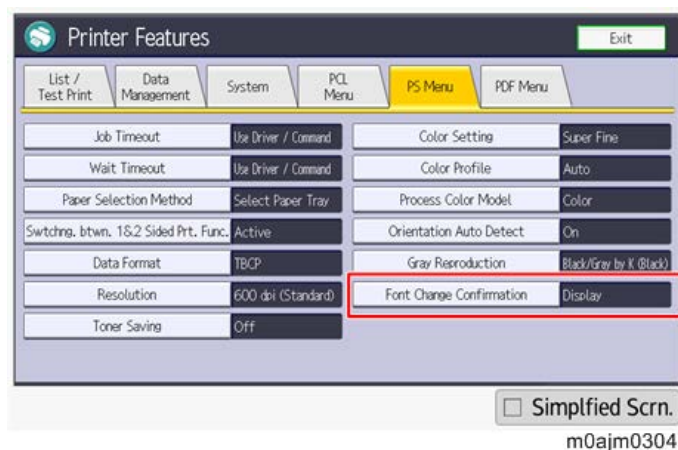 Printer Features
Exit
List /
Test Print
Data
Management
System
PCL
Menu
PS Menu
PDF Menu
Job Timeout
Use Driver / Command
Color Setting
Super Fine
Wait Timeout
Use Driver / Command
Color Profile
Auto
Paper Selection Method
Select Paper Tray
Process Color Model
Color
Swtchng. btwn. 1&2 Sided Prt. Func.
Active
Orientation Auto Detect
On
Data Format
TBCP
Gray Reproduction
Black/Gray by K (Black)
Resolution
600 dpi (Standard)
Font Change Confirmation
Display
Toner Saving
Off
Simplfied Scrn.
m0ajm0304